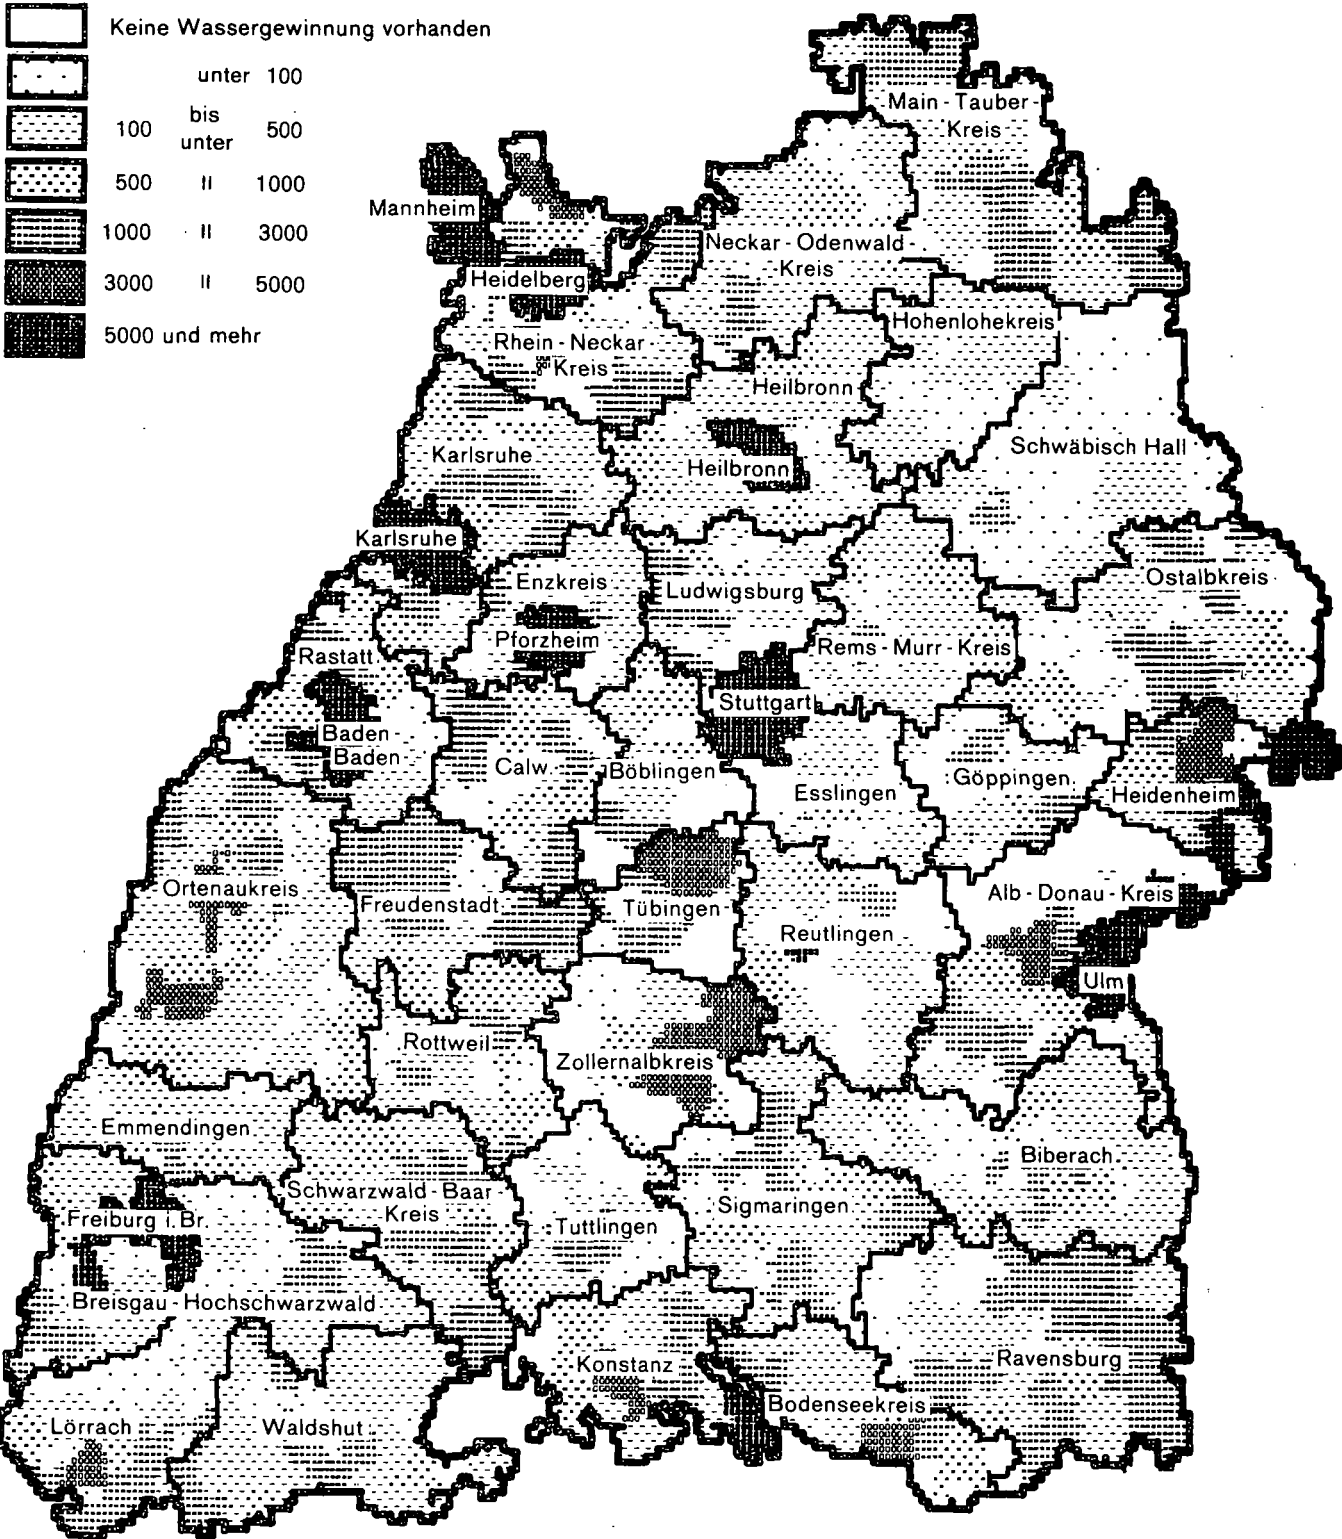 Keine Wassergewinnung vorhanden
unter 100
100 bis unter 500
500 " 1000
1000 " 3000
3000 " 5000
5000 und mehr
Main - Tauber - 
Kreis
Mannheim
Neckar - Odenwald -
Kreis
Heidelberg
Hohenlohekreis
Rhein - Neckar
Kreis
Heilbronn
Schwäbisch Hall
Karlsruhe
Heilbronn
Karlsruhe
Enzkreis
Ludwigsburg
Ostalbkreis
Pforzheim
Rems - Murr - Kreis
Rastatt
Stuttgart
Baden -
Baden
Calw
Böblingen
Esslingen
Göppingen
Heidenheim
Ortenaukreis
Freudenstadt
Tübingen
Alb - Donau - Kreis
Reutlingen
Ulm
Rottweil
Zollernalbkreis
Emmendingen
Biberach
Schwarzwald - Baar
Kreis
Sigmaringen
Freiburg i. Br.
Tuttlingen
Breisgau - Hochschwarzwald
Konstanz
Ravensburg
Bodenseekreis
Lörrach
Waldshut